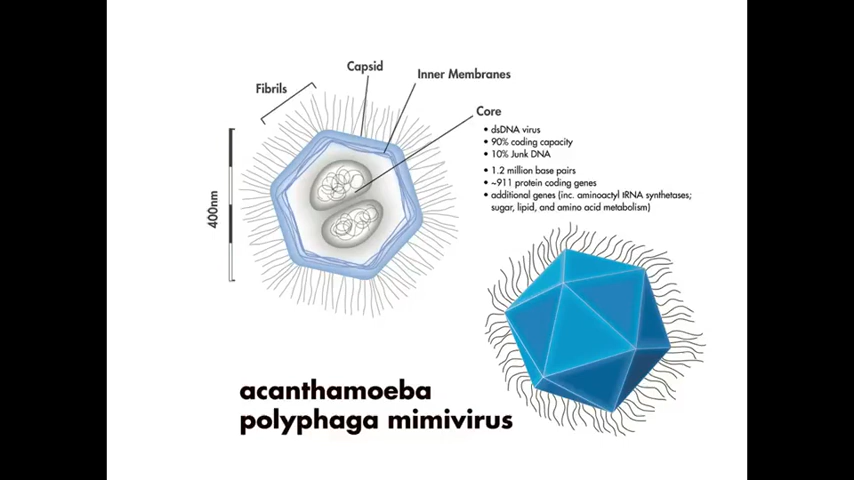 Capsid
Inner Membranes
Fibrils
Core
• dsDNA virus
• 90% coding capacity
• 10% Junk DNA
• 1.2 million base pairs
• ~911 protein coding genes
• additional genes (inc. aminoactyl tRNA synthetases;
sugar, lipid, and amino acid metabolism)
400nm
acanthamoeba
polyphaga mimivirus